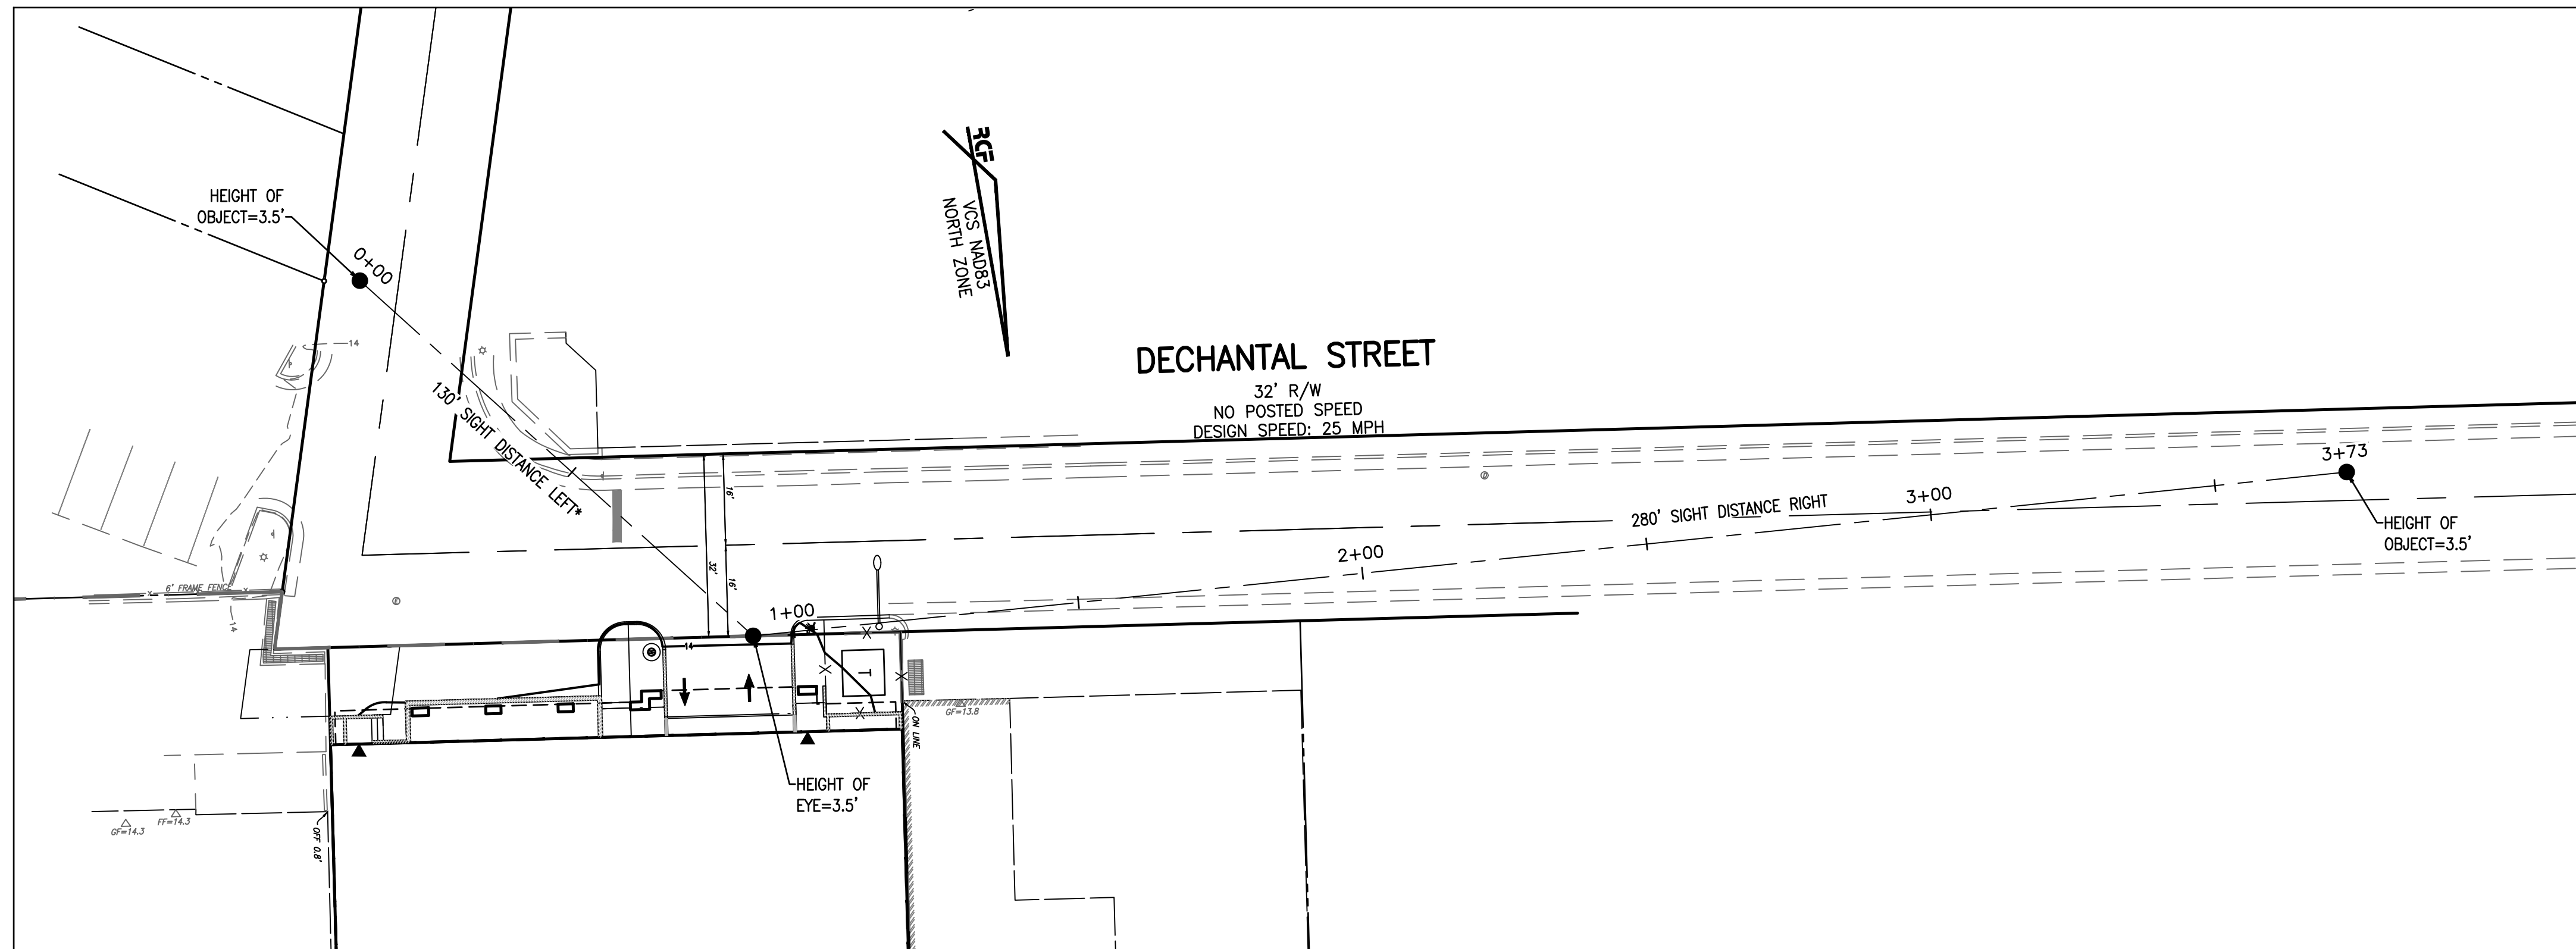 HEIGHT OF
OBJECT=3.5'
0+00
14
130' SIGHT DISTANCE LEFT*
VCS NAD83
NORTH ZONE
DECHANTAL STREET
32' R/W
NO POSTED SPEED
DESIGN SPEED: 25 MPH
16'
32'
16'
280' SIGHT DISTANCE RIGHT
2+00
3+00
3+73
HEIGHT OF
OBJECT=3.5'
6' FRAME FENCE
14
1+00
14
T
GF=13.8
ON LINE
HEIGHT OF
EYE=3.5'
GF=14.3
FF=14.3
OFF 0.8'